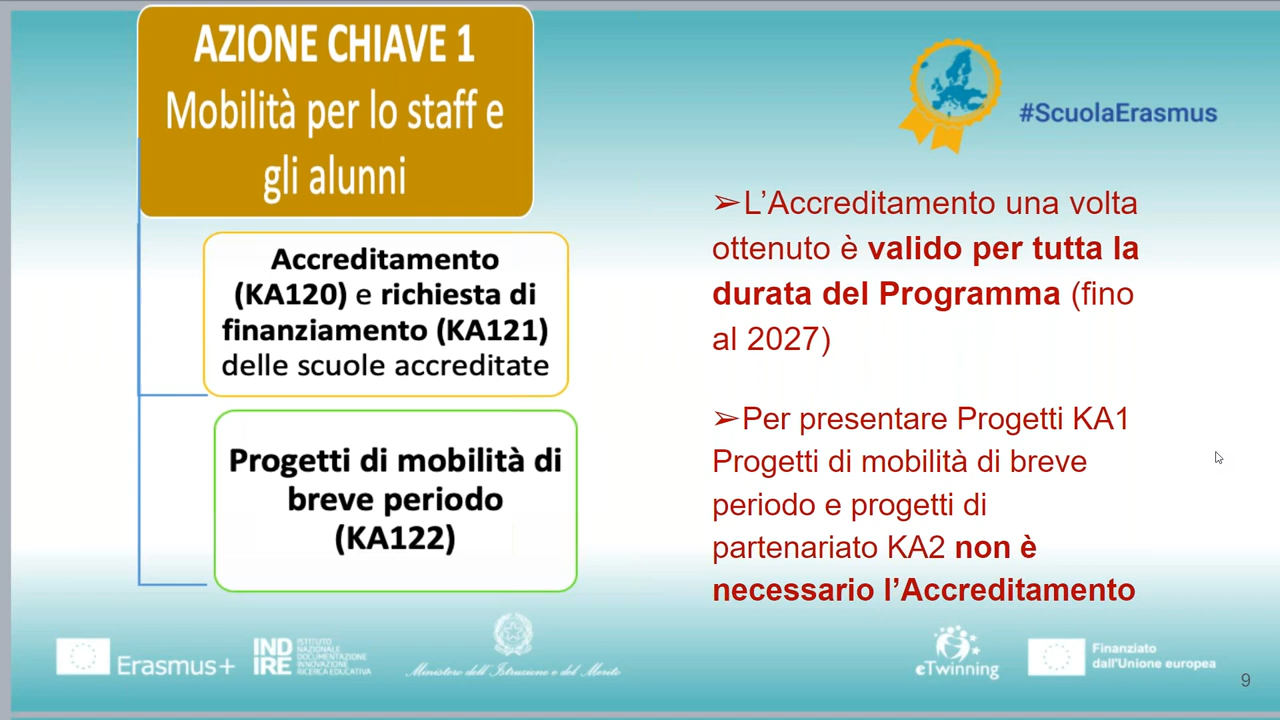 AZIONE CHIAVE 1
Mobilità per lo staff e
gli alunni
Accreditamento
(KA120) e richiesta di
finanziamento (KA121)
delle scuole accreditate
Progetti di mobilità di
breve periodo
(KA122)
#ScuolaErasmus
➢L’Accreditamento una volta
ottenuto è valido per tutta la
durata del Programma (fino
al 2027)
➢Per presentare Progetti KA1
Progetti di mobilità di breve
periodo e progetti di
partenariato KA2 non è
necessario l’Accreditamento
Erasmus+
IND
IRE
ISTITUTO
NAZIONALE
DOCUMENTAZIONE
INNOVAZIONE
RICERCA EDUCATIVA
Ministero dell’Istruzione e del Merito
eTwinning
Finanziato
dall'Unione europea
9